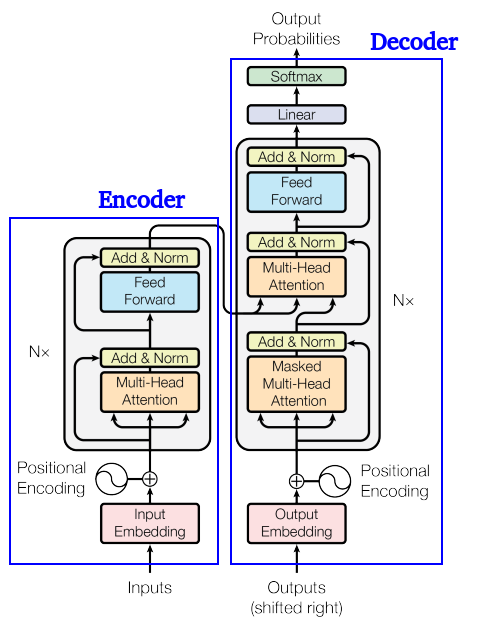 Output
Probabilities
Decoder
Softmax
Linear
Add & Norm
Feed
Forward
Add & Norm
Multi-Head
Attention
N×
Add & Norm
Masked
Multi-Head
Attention
Positional
Encoding
Output
Embedding
Outputs
(shifted right)
Encoder
Add & Norm
Feed
Forward
N×
Add & Norm
Multi-Head
Attention
Positional
Encoding
Input
Embedding
Inputs